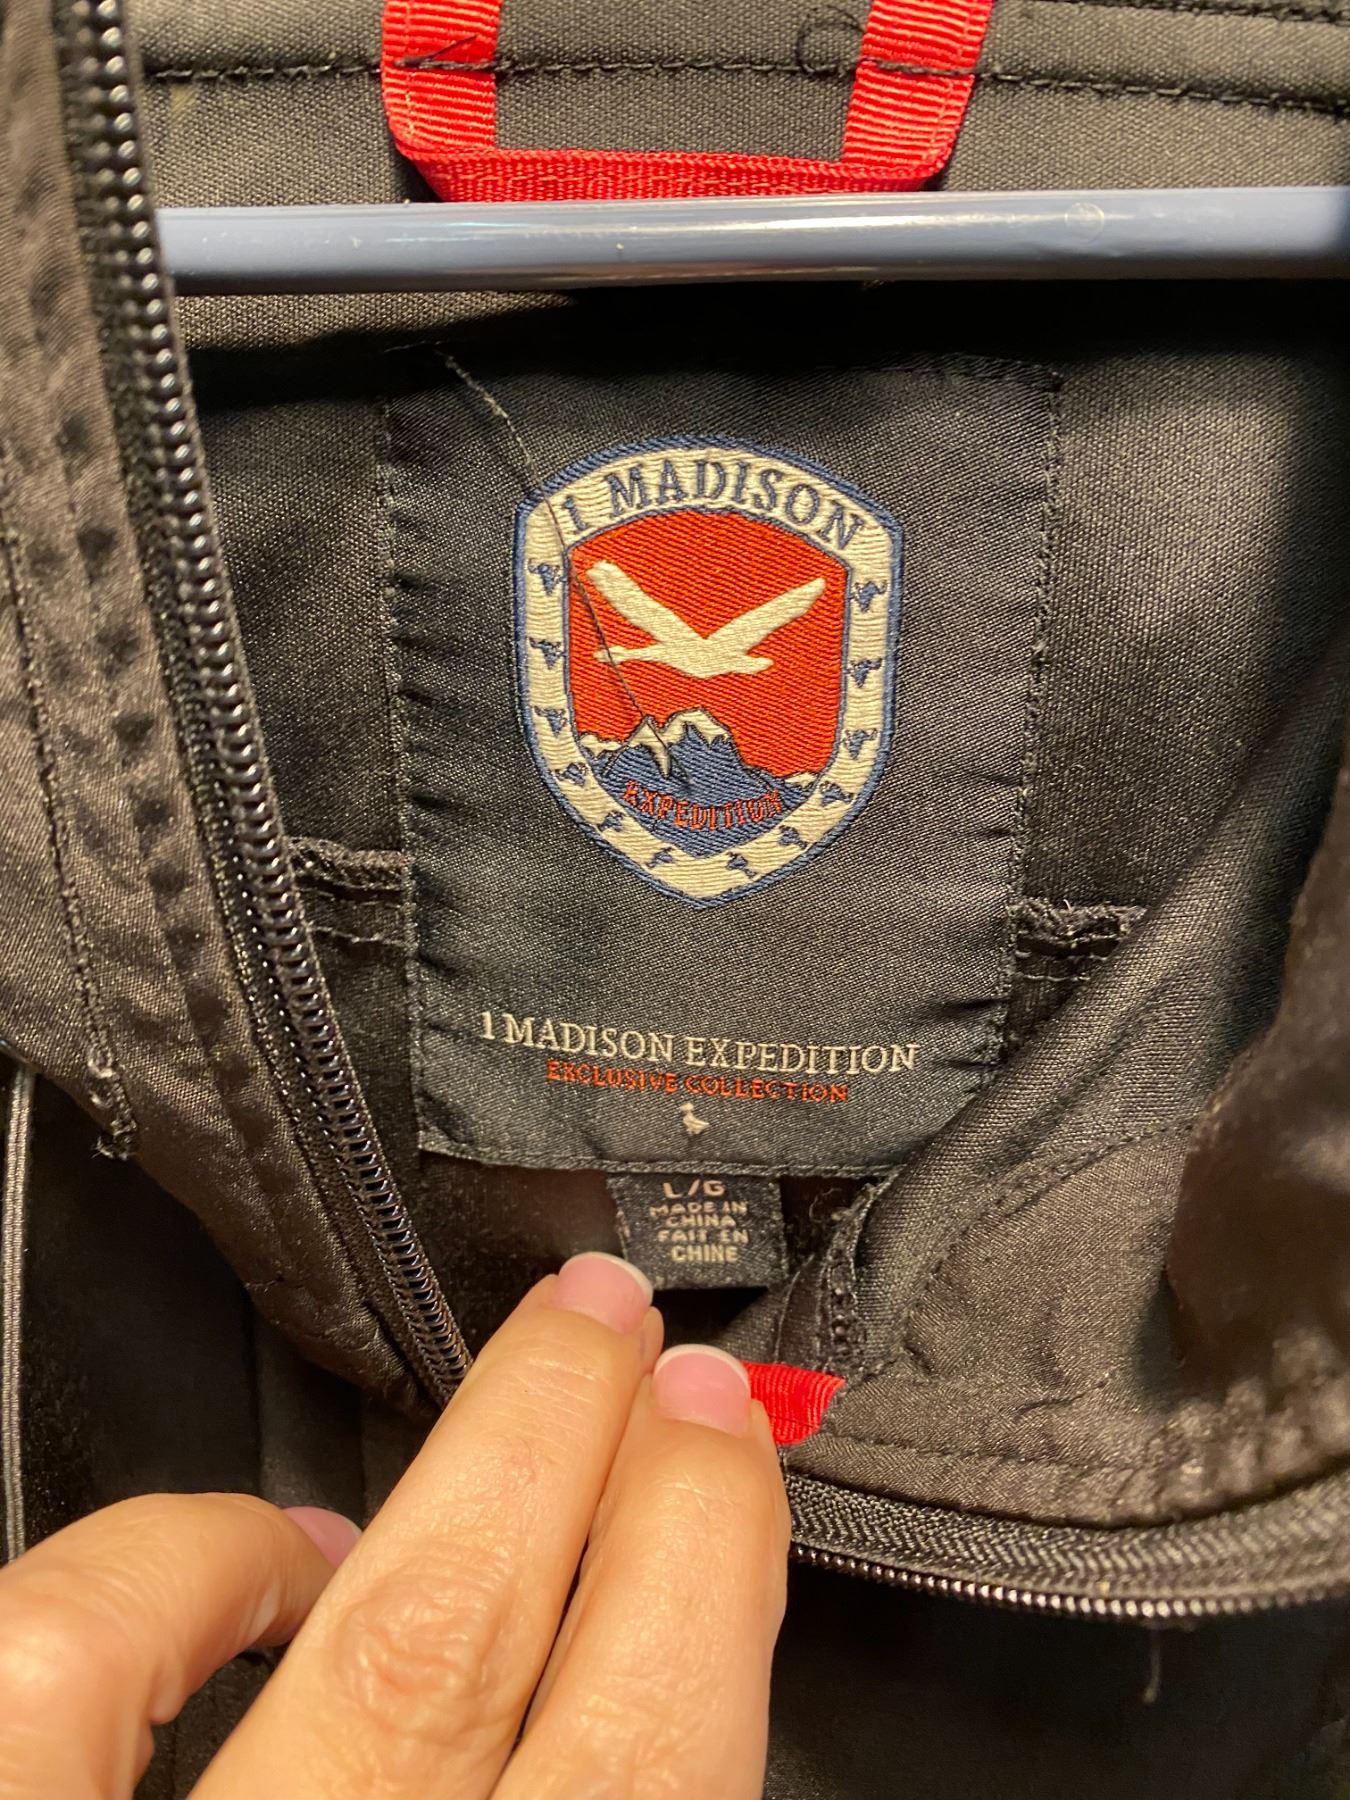 1 MADISON
EXPEDITION
1 MADISON EXPEDITION
EXCLUSIVE COLLECTION
L/G
MADE IN
CHINA
FAIT EN
CHINE